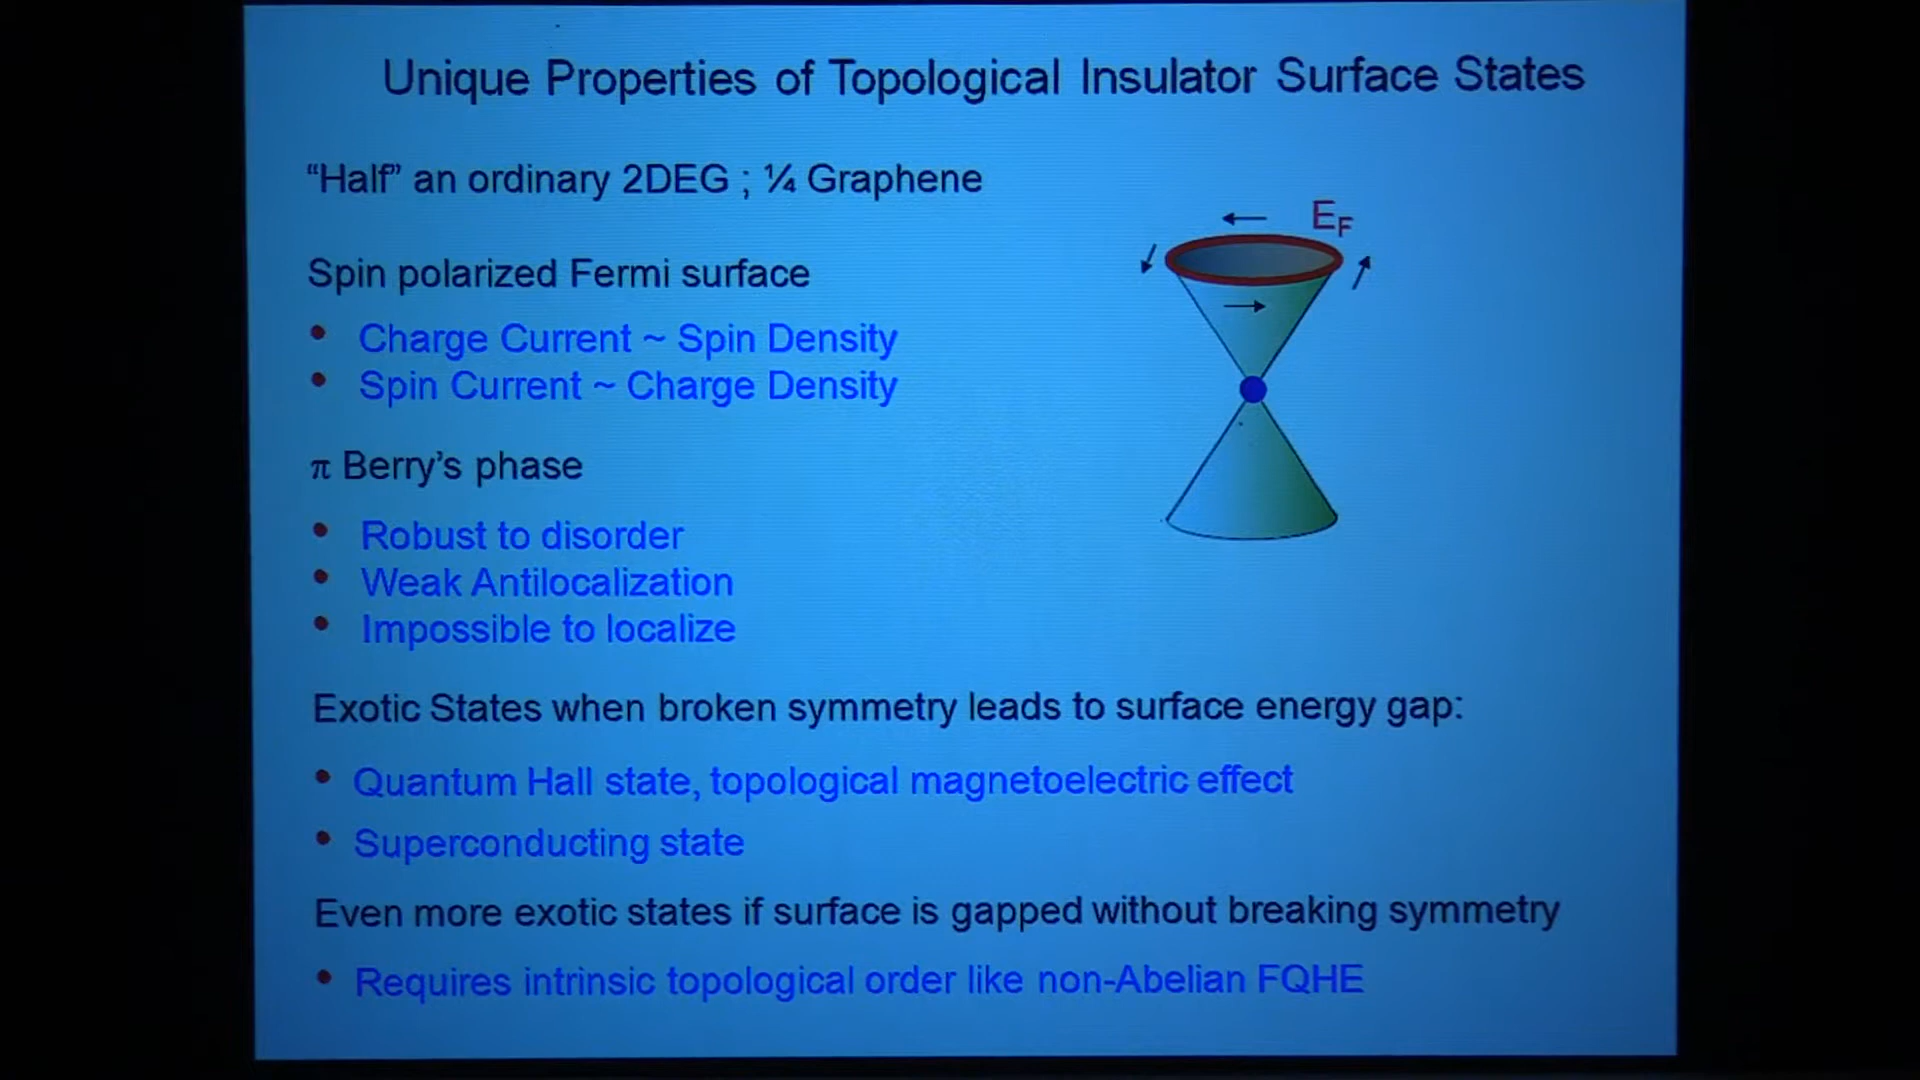 Unique Properties of Topological Insulator Surface States
“Half” an ordinary 2DEG ; ¼ Graphene
E_F
Spin polarized Fermi surface
• Charge Current ~ Spin Density
• Spin Current ~ Charge Density
π Berry’s phase
• Robust to disorder
• Weak Antilocalization
• Impossible to localize
Exotic States when broken symmetry leads to surface energy gap:
• Quantum Hall state, topological magnetoelectric effect
• Superconducting state
Even more exotic states if surface is gapped without breaking symmetry
• Requires intrinsic topological order like non-Abelian FQHE